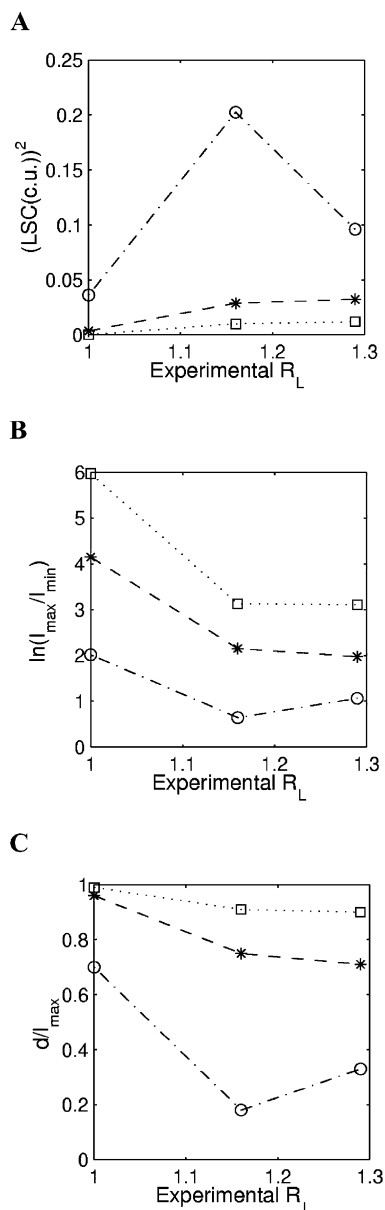 A
0.25
0.2
0.15
0.1
0.05
0
(LSC(c.u.))²
1 1.1 1.2 1.3
Experimental R_L
B
6
5
4
3
2
1
0
ln(I_max/I_min)
1 1.1 1.2 1.3
Experimental R_L
C
1
0.8
0.6
0.4
0.2
0
d/I_max
1 1.1 1.2 1.3
Experimental R_L